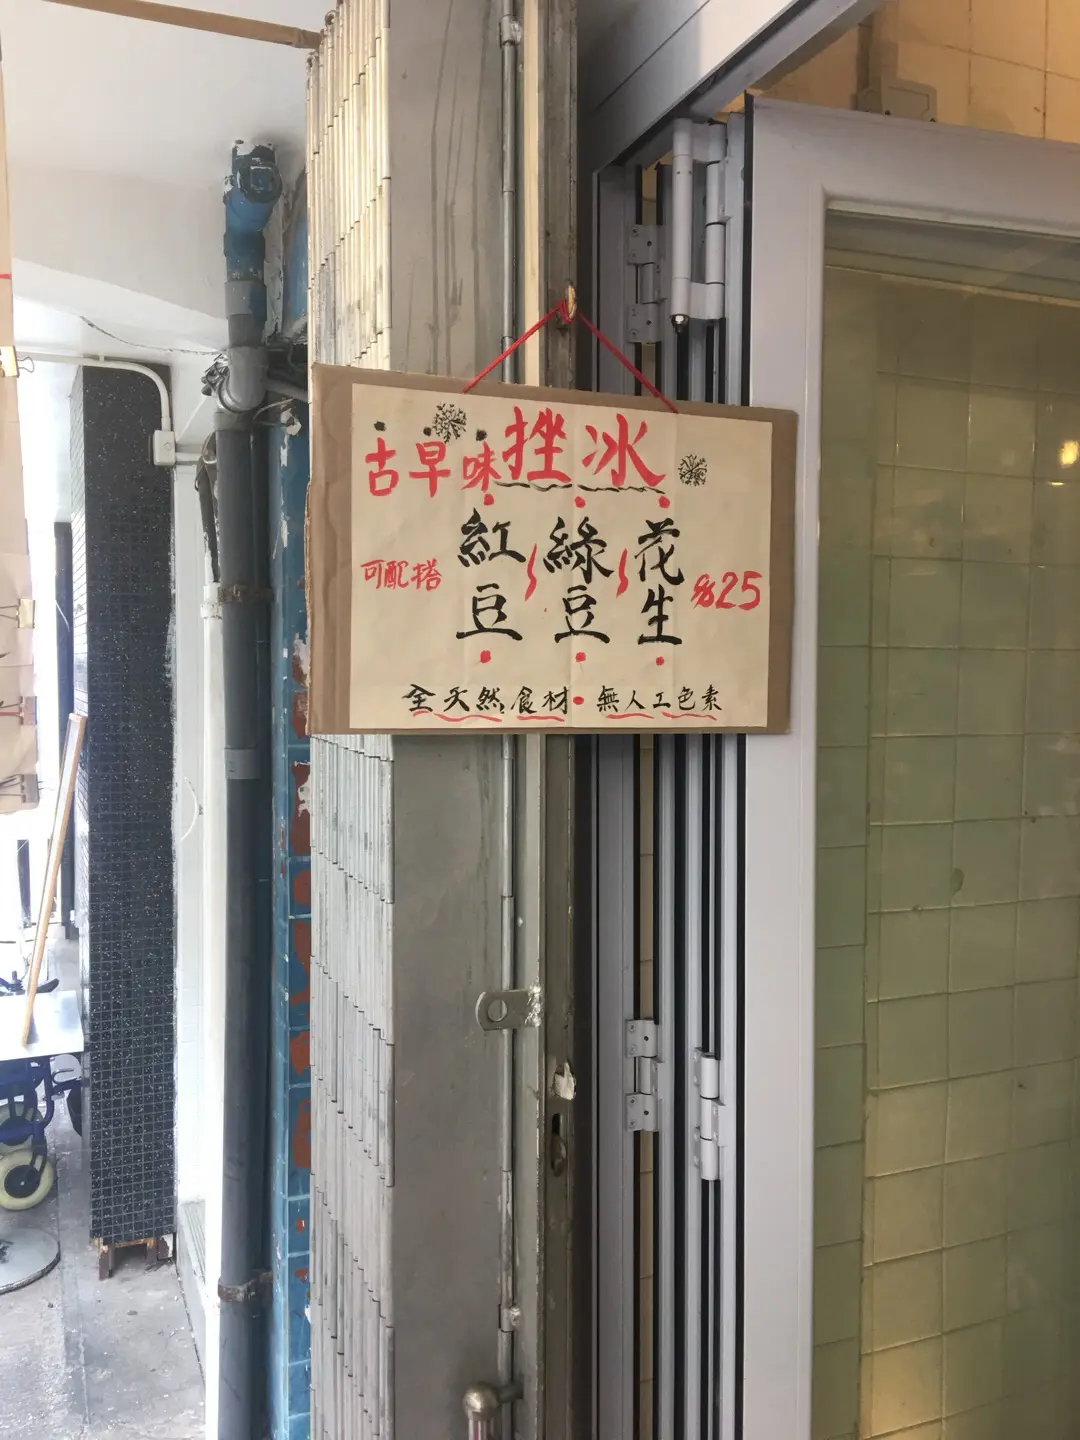 古早味挫冰
可配搭
紅豆 綠豆 花生
$25
全天然食材·無人工色素